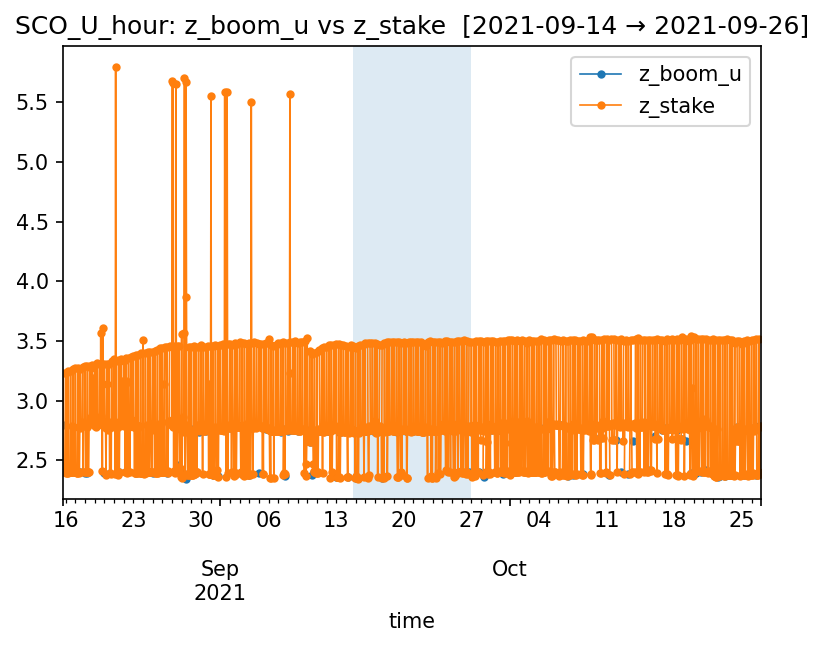 SCO_U_hour: z_boom_u vs z_stake [2021-09-14 → 2021-09-26]
z_boom_u
z_stake
5.5
5.0
4.5
4.0
3.5
3.0
2.5
16 23 30 06 13 20 27 04 11 18 25
Sep Oct
2021
time